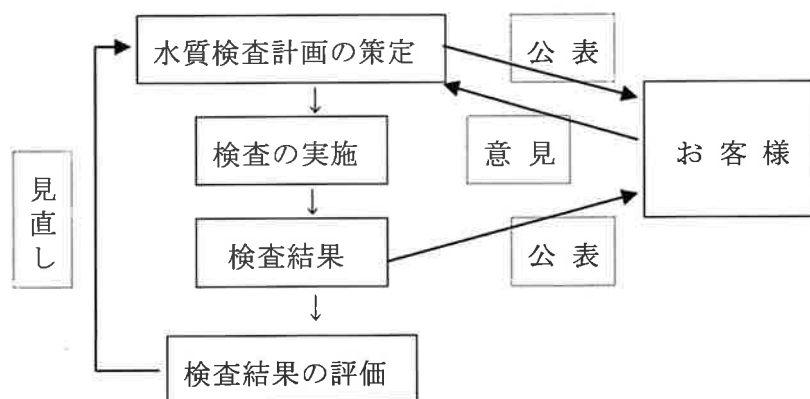 水質検査計画の策定
公 表
検査の実施
意 見
お 客 様
見直し
検査結果
公 表
検査結果の評価